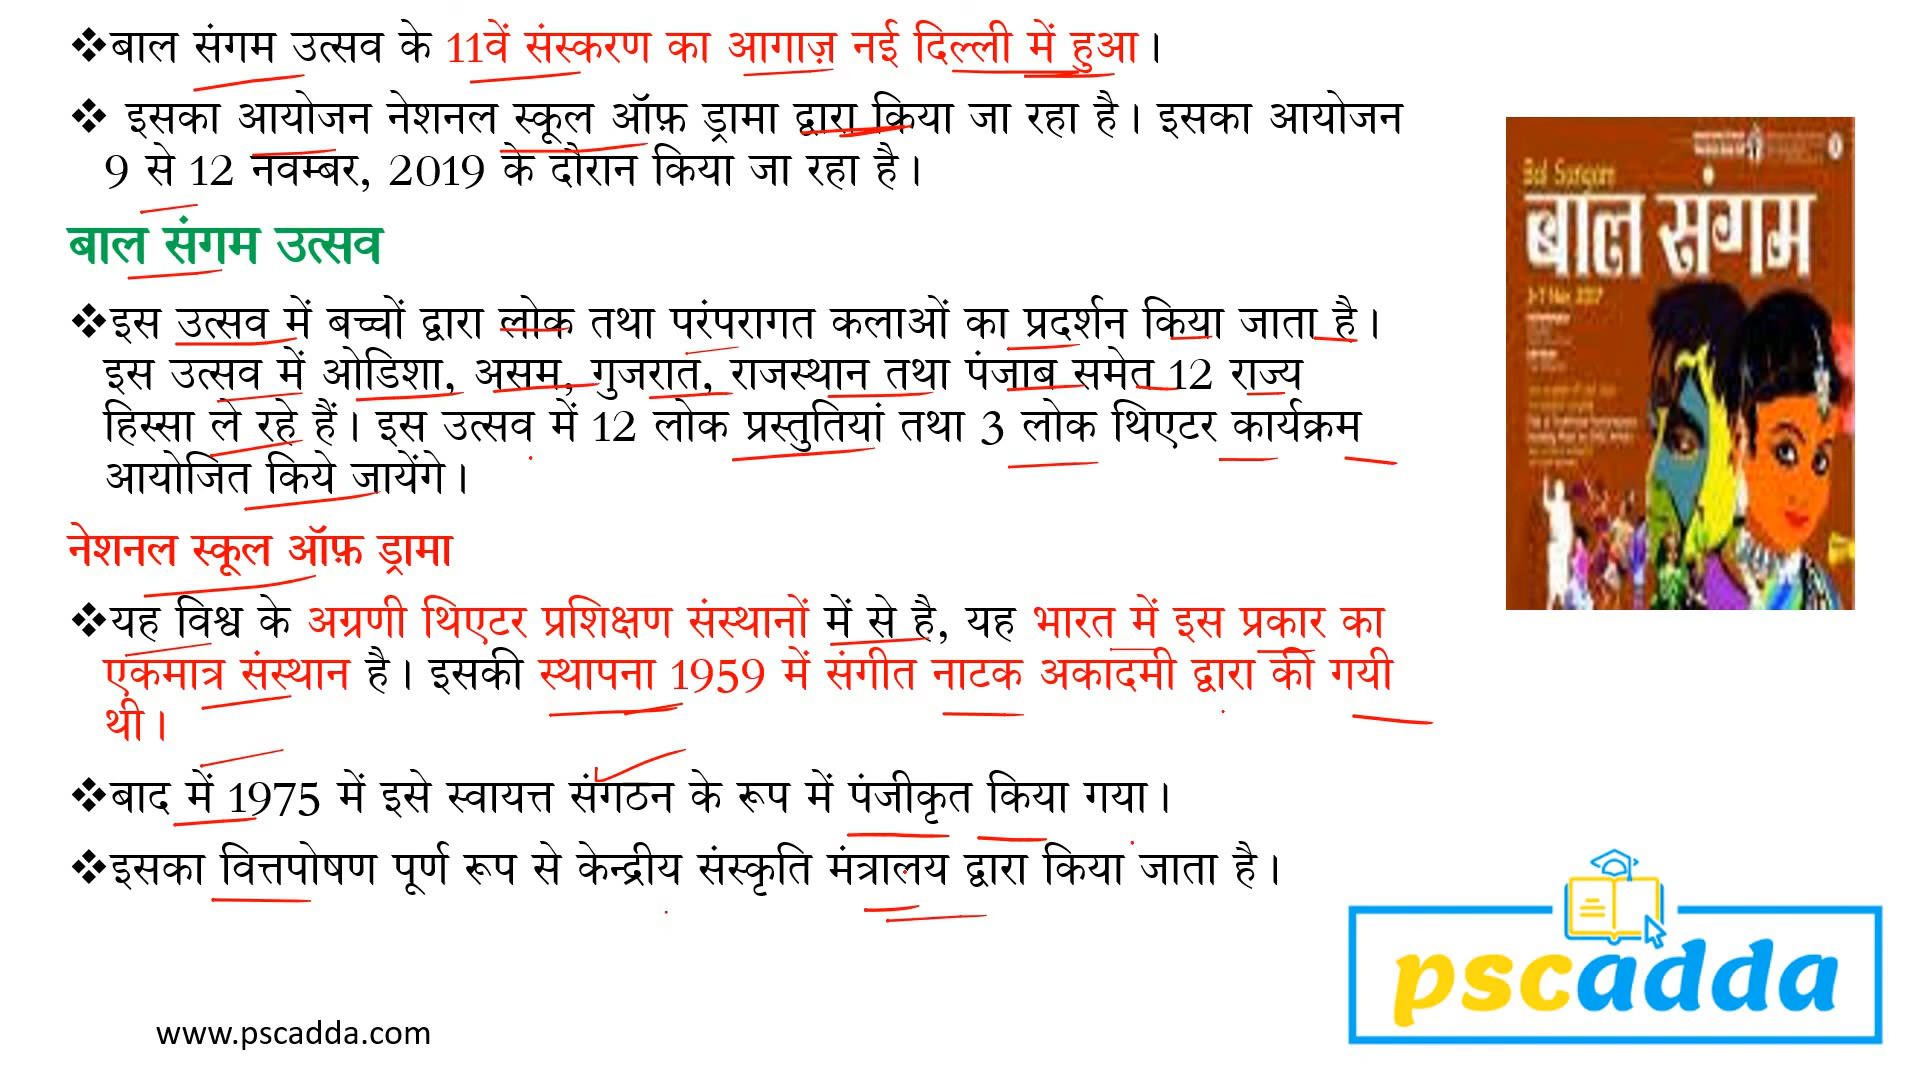 ❖बाल संगम उत्सव के 11वें संस्करण का आगाज़ नई दिल्ली में हुआ।
❖ इसका आयोजन नेशनल स्कूल ऑफ़ ड्रामा द्वारा किया जा रहा है। इसका आयोजन
9 से 12 नवम्बर, 2019 के दौरान किया जा रहा है।
बाल संगम उत्सव
❖इस उत्सव में बच्चों द्वारा लोक तथा परंपरागत कलाओं का प्रदर्शन किया जाता है।
इस उत्सव में ओडिशा, असम, गुजरात, राजस्थान तथा पंजाब समेत 12 राज्य
हिस्सा ले रहे हैं। इस उत्सव में 12 लोक प्रस्तुतियां तथा 3 लोक थिएटर कार्यक्रम
आयोजित किये जायेंगे।
नेशनल स्कूल ऑफ़ ड्रामा
❖यह विश्व के अग्रणी थिएटर प्रशिक्षण संस्थानों में से है, यह भारत में इस प्रकार का
एकमात्र संस्थान है। इसकी स्थापना 1959 में संगीत नाटक अकादमी द्वारा की गयी
थी।
❖बाद में 1975 में इसे स्वायत्त संगठन के रूप में पंजीकृत किया गया।
❖इसका वित्तपोषण पूर्ण रूप से केन्द्रीय संस्कृति मंत्रालय द्वारा किया जाता है।
Bal Sangam
बाल संगम
pscadda
www.pscadda.com